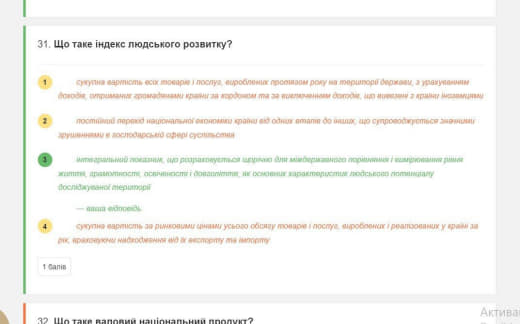 31. Що таке індекс людського розвитку?
1 сукупна вартість всіх товарів і послуг, вироблених протягом року на території держави, з урахуванням
доходів, отриманих громадянами країни за кордоном та за виключенням доходів, що вивезені з країни іноземцями
2 постійний перехід національної економіки країни від одних етапів до інших, що супроводжується значними
зрушеннями в господарській сфері суспільства
3 інтегральний показник, що розраховується щорічно для міждержавного порівняння і вимірювання рівня
життя, грамотності, освіченості і довголіття, як основних характеристик людського потенціалу
досліджуваної території
— ваша відповідь
4 сукупна вартість за ринковими цінами усього обсягу товарів і послуг, вироблених і реалізованих у країні за
рік, враховуючи надходження від їх експорту та імпорту
1 балів
Актива
32. Що таке валовий національний продукт?